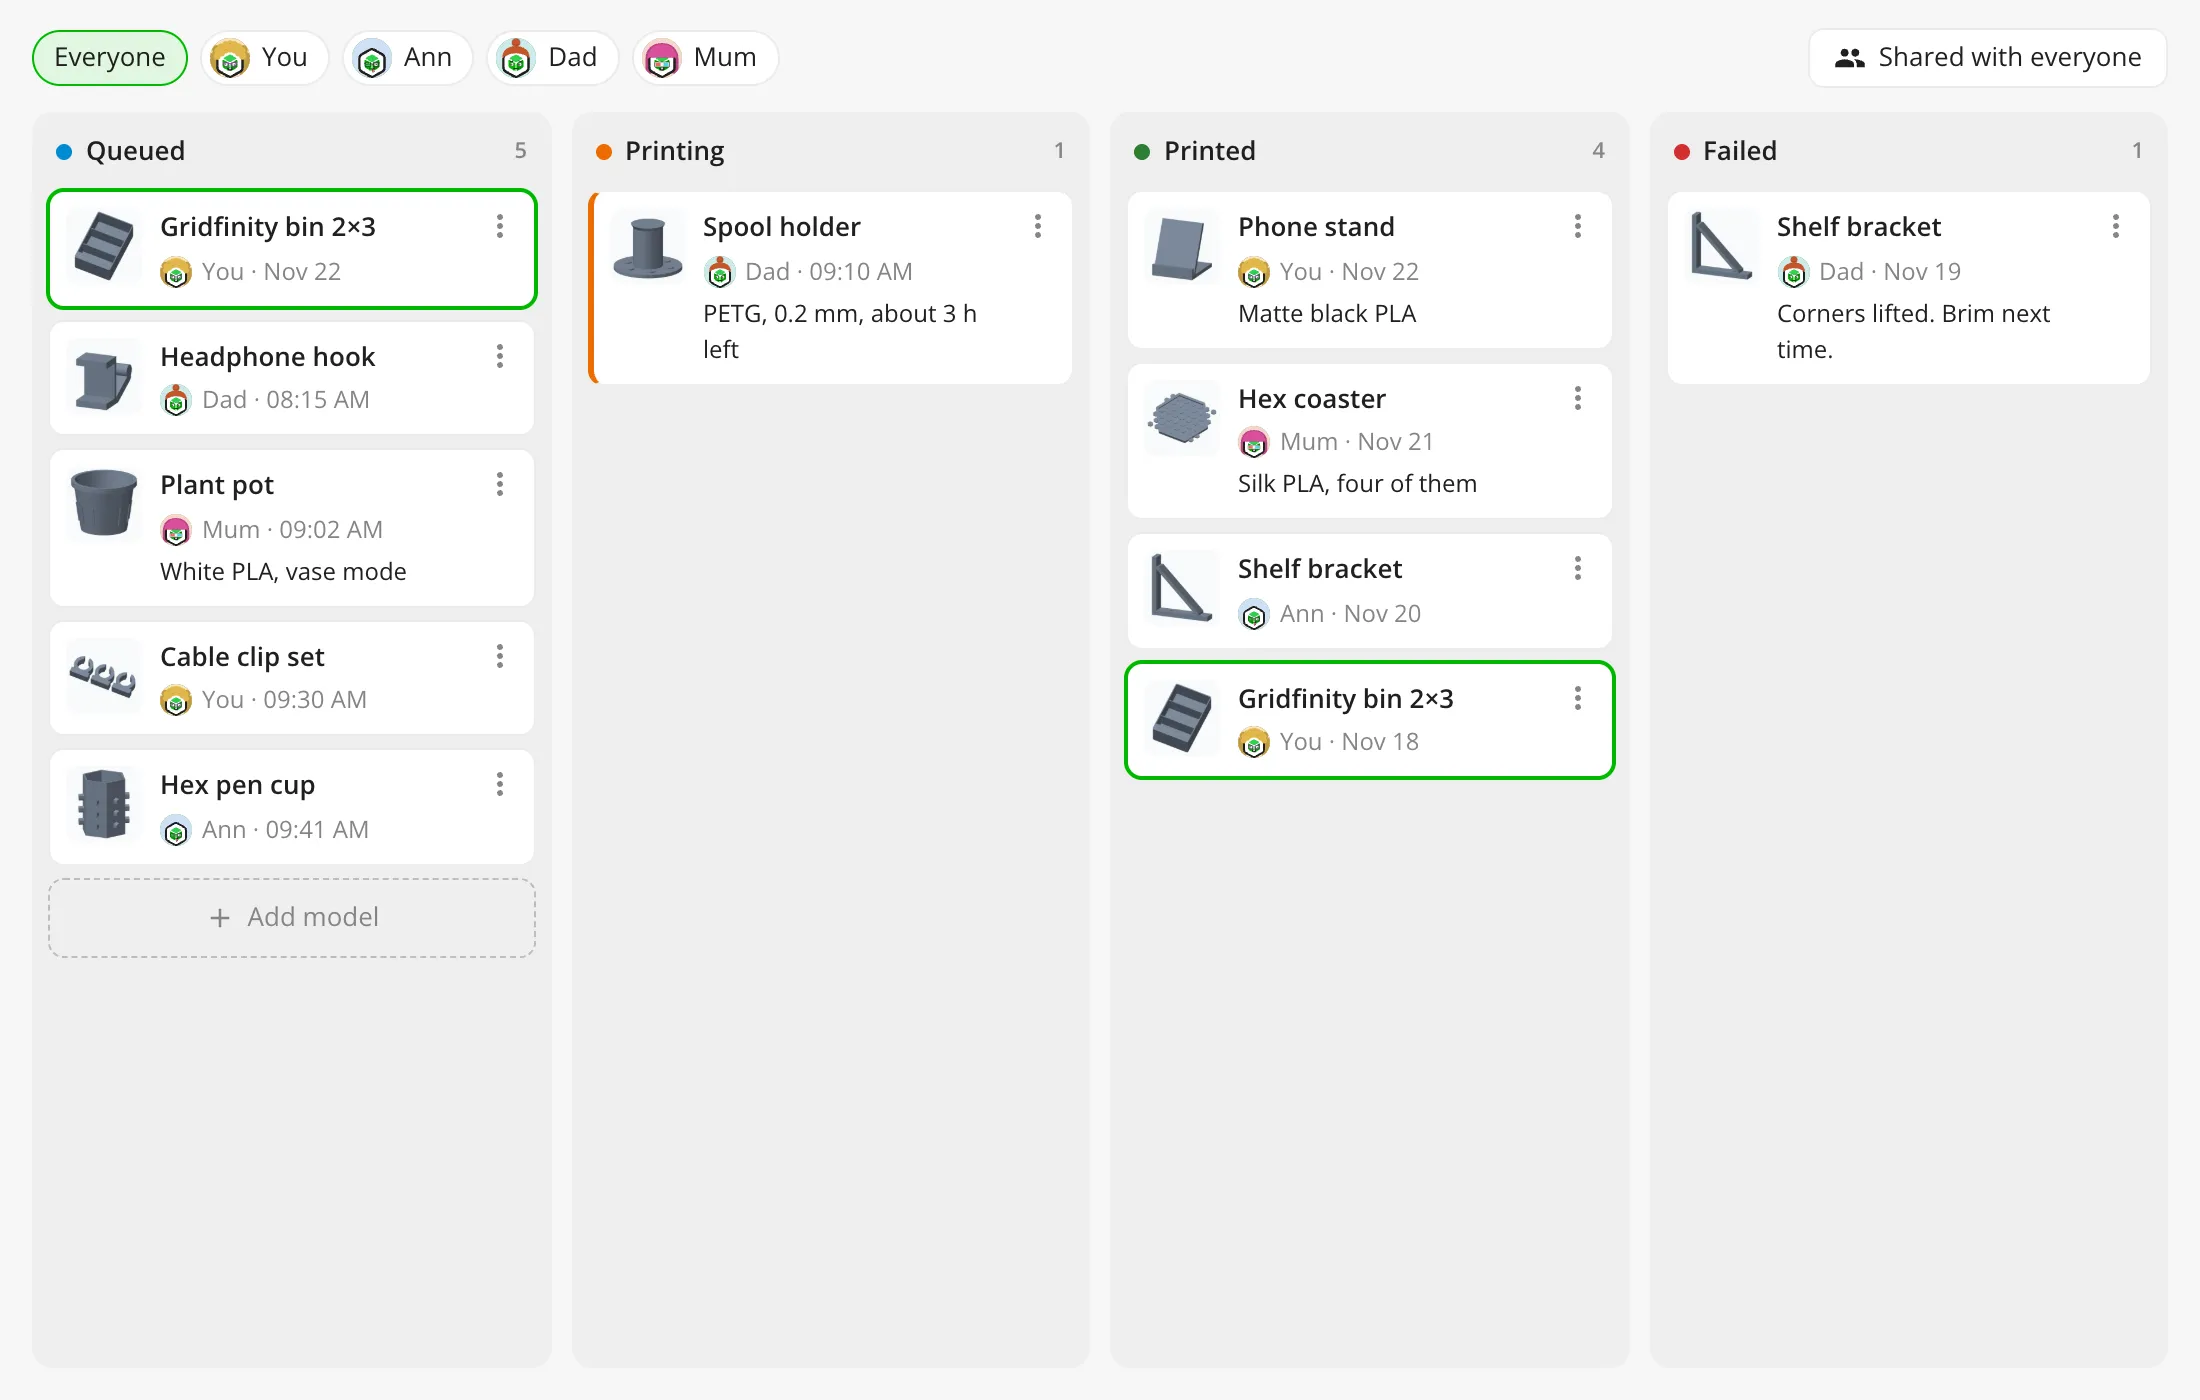 Everyone
You
Ann
Dad
Mum
Shared with everyone
Queued 5
Gridfinity bin 2×3
You · Nov 22
Headphone hook
Dad · 08:15 AM
Plant pot
Mum · 09:02 AM
White PLA, vase mode
Cable clip set
You · 09:30 AM
Hex pen cup
Ann · 09:41 AM
+ Add model
Printing 1
Spool holder
Dad · 09:10 AM
PETG, 0.2 mm, about 3 h
left
Printed 4
Phone stand
You · Nov 22
Matte black PLA
Hex coaster
Mum · Nov 21
Silk PLA, four of them
Shelf bracket
Ann · Nov 20
Gridfinity bin 2×3
You · Nov 18
Failed 1
Shelf bracket
Dad · Nov 19
Corners lifted. Brim next
time.